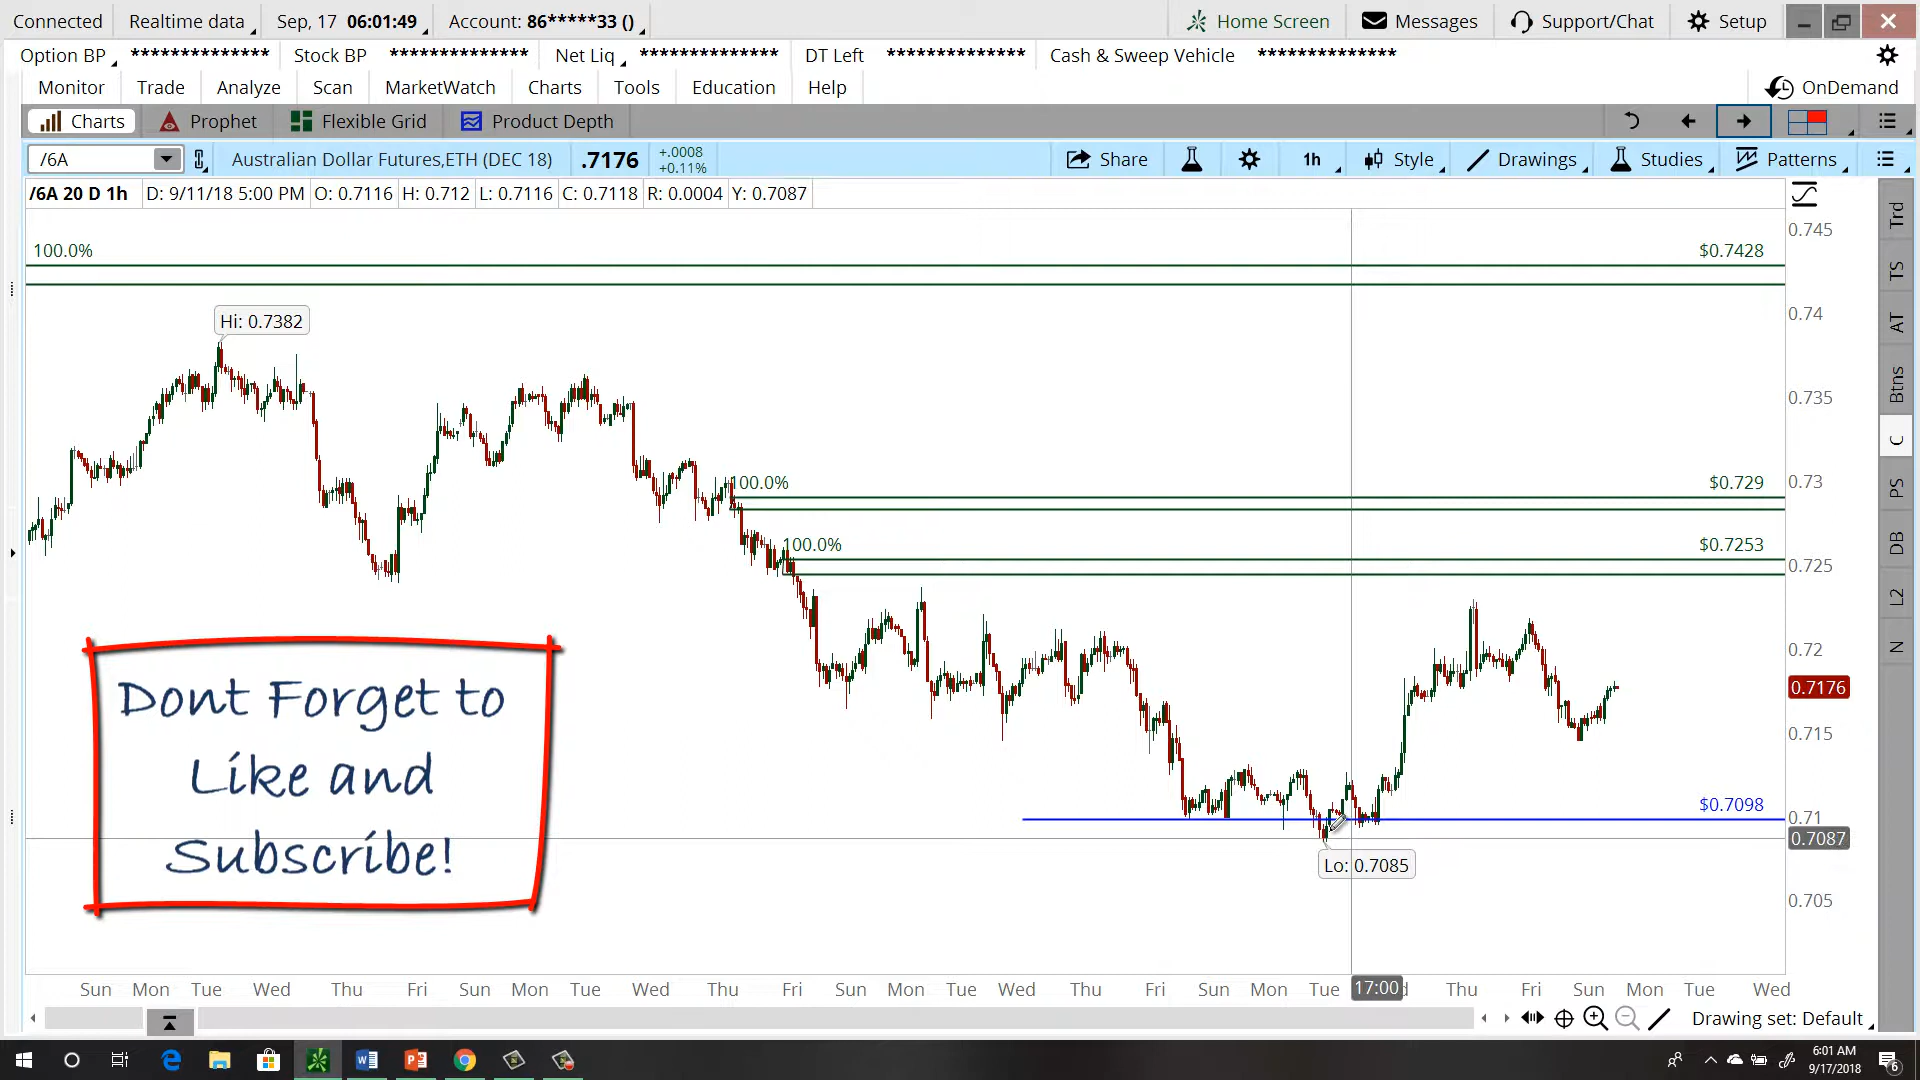 Connected Realtime data Sep, 17 06:01:49 Account: 86*****33 () Home Screen Messages Support/Chat Setup
Option BP ************** Stock BP ************** Net Liq ************** DT Left ************** Cash & Sweep Vehicle **************
Monitor Trade Analyze Scan MarketWatch Charts Tools Education Help OnDemand
Charts Prophet Flexible Grid Product Depth
/6A Australian Dollar Futures,ETH (DEC 18) .7176 +.0008 +0.11% Share 1h Style Drawings Studies Patterns
/6A 20 D 1h D: 9/11/18 5:00 PM O: 0.7116 H: 0.712 L: 0.7116 C: 0.7118 R: 0.0004 Y: 0.7087
Trd
0.745
100.0% $0.7428
TS
0.74
Hi: 0.7382
AT
Btns
0.735
C
100.0% $0.729 0.73
PS
100.0% $0.7253
DB
0.725
L2
N
0.72
0.7176
Dont Forget to
Like and
Subscribe!
0.715
$0.7098
0.71
0.7087
Lo: 0.7085
0.705
Sun Mon Tue Wed Thu Fri Sun Mon Tue Wed Thu Fri Sun Mon Tue Wed Thu Fri Sun Mon Tue 17:00 d Thu Fri Sun Mon Tue Wed
Drawing set: Default
6:01 AM
9/17/2018
6